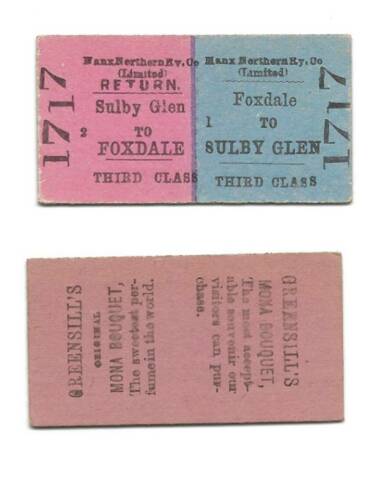 1717
Manx Northern Ry. Co
(Limited)
RETURN.
Sulby Glen
2 TO
FOXDALE
THIRD CLASS
Manx Northern Ry. Co
(Limited)
Foxdale
1 TO
SULBY GLEN
THIRD CLASS
1717
GREENSILL'S
ORIGINAL
MONA BOUQUET,
The sweetest per-
fume in the world.
GREENSILL'S
MONA BOUQUET,
The most accept-
able souvenir our
visitors can pur-
chase.